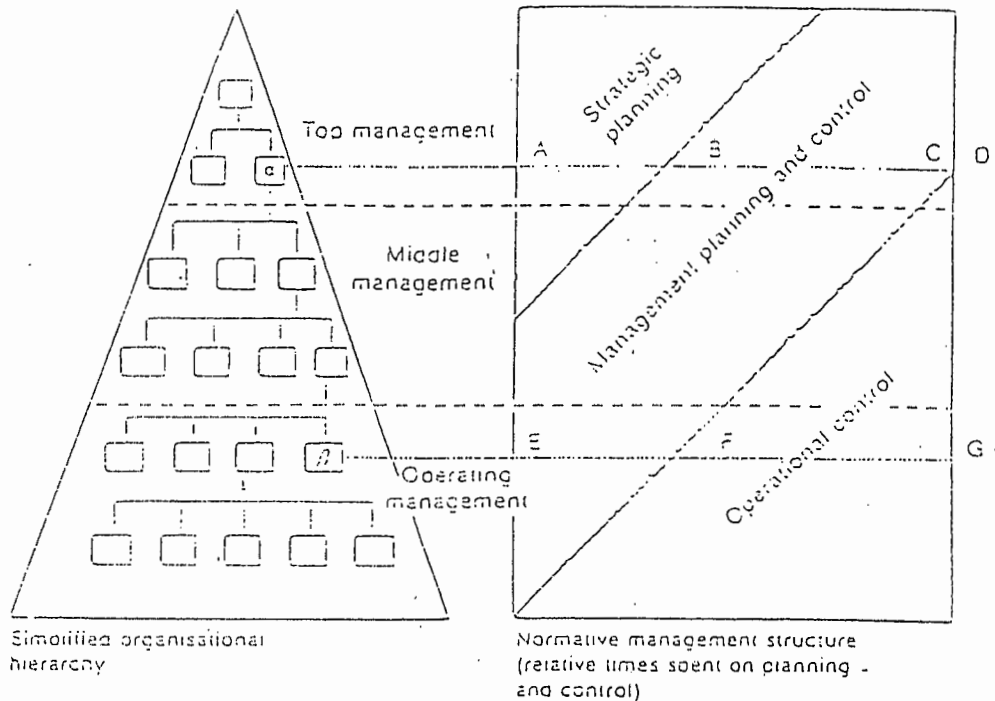 Top management
a
Middle
management
Operating
management
Simplified organisational
hierarchy
Strategic
planning
A
B
C
D
Management planning and control
E
F
G
Operational control
Normative management structure
(relative times spent on planning
and control)